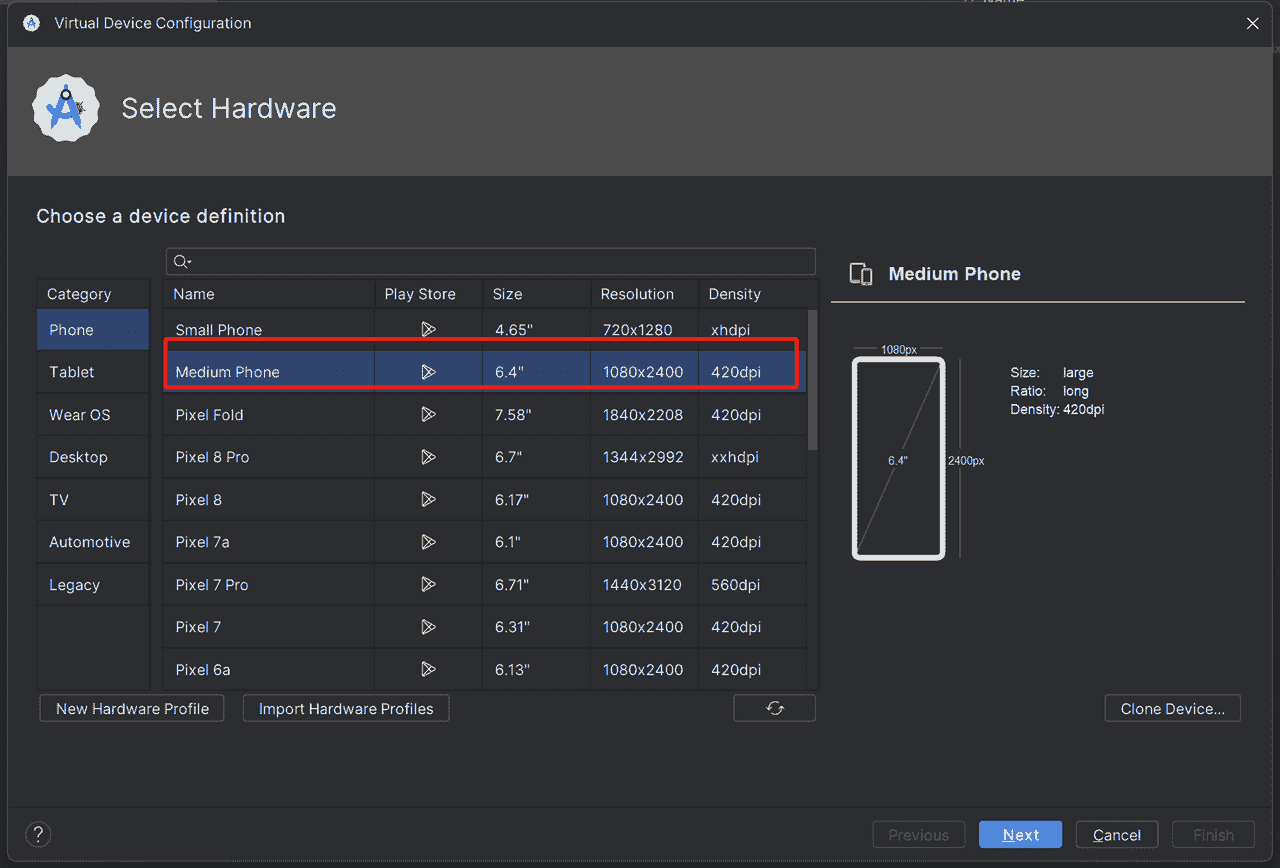 Virtual Device Configuration
Select Hardware
Choose a device definition
Category Name Play Store Size Resolution Density
Phone Small Phone 4.65" 720x1280 xhdpi
Tablet Medium Phone 6.4" 1080x2400 420dpi
Wear OS Pixel Fold 7.58" 1840x2208 420dpi
Desktop Pixel 8 Pro 6.7" 1344x2992 xxhdpi
TV Pixel 8 6.17" 1080x2400 420dpi
Automotive Pixel 7a 6.1" 1080x2400 420dpi
Legacy Pixel 7 Pro 6.71" 1440x3120 560dpi
Pixel 7 6.31" 1080x2400 420dpi
Pixel 6a 6.13" 1080x2400 420dpi
New Hardware Profile Import Hardware Profiles
Medium Phone
1080px
6.4"
2400px
Size: large
Ratio: long
Density: 420dpi
Clone Device...
? Previous Next Cancel Finish